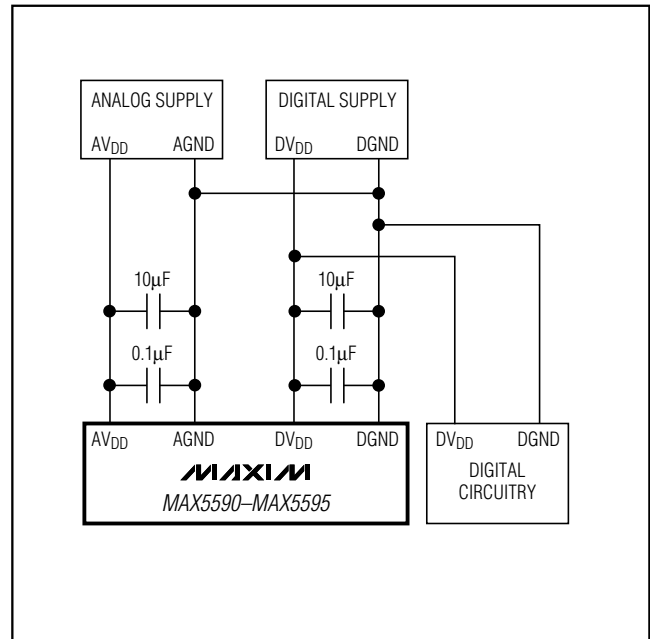 ANALOG SUPPLY
AVDD AGND
DIGITAL SUPPLY
DVDD DGND
10μF
10μF
0.1μF
0.1μF
AVDD AGND DVDD DGND
MAXIM
MAX5590–MAX5595
DVDD DGND
DIGITAL
CIRCUITRY